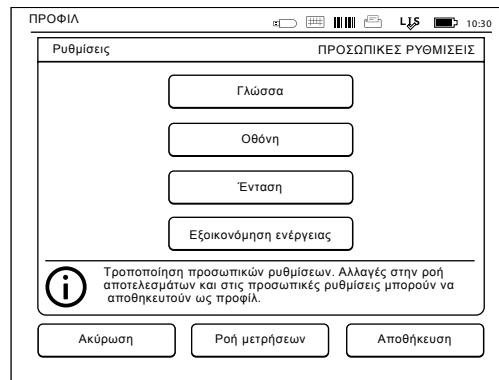 ΠΡΟΦΙΛ LIS 10:30
Ρυθμίσεις ΠΡΟΣΩΠΙΚΕΣ ΡΥΘΜΙΣΕΙΣ
Γλώσσα
Οθόνη
Ένταση
Εξοικονόμηση ενέργειας
Τροποποίηση προσωπικών ρυθμίσεων. Αλλαγές στην ροή
αποτελεσμάτων και στις προσωπικές ρυθμίσεις μπορούν να
αποθηκευτούν ως προφίλ.
Ακύρωση Ροή μετρήσεων Αποθήκευση